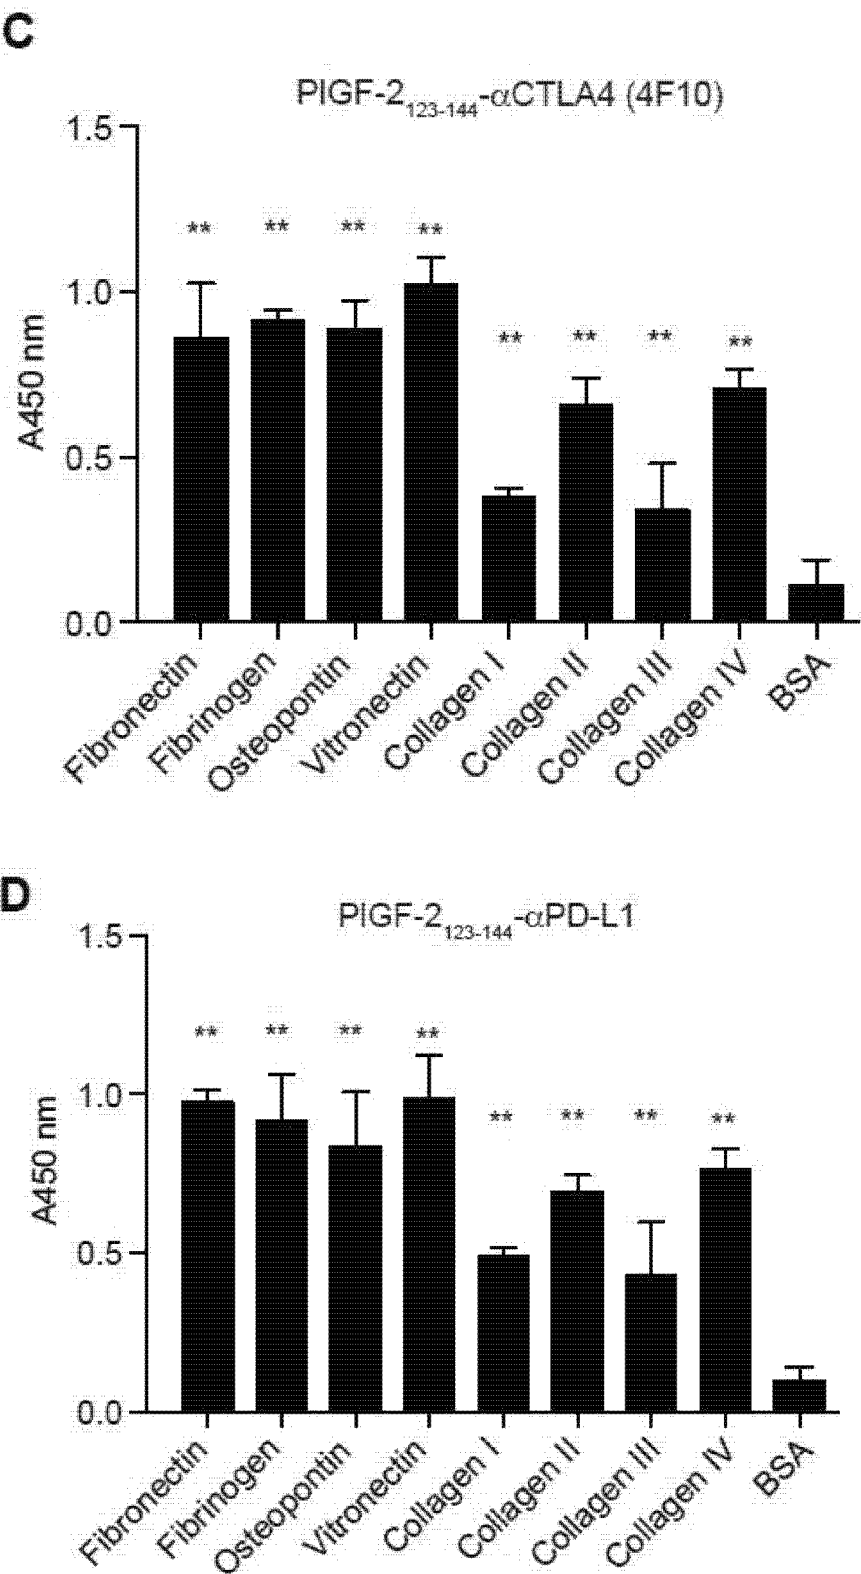 C
PlGF-2123-144-αCTLA4 (4F10)
1.5
1.0
0.5
0.0
A450 nm
** ** ** ** ** ** ** **
Fibronectin
Fibrinogen
Osteopontin
Vitronectin
Collagen I
Collagen II
Collagen III
Collagen IV
BSA
D
PlGF-2123-144-αPD-L1
1.5
1.0
0.5
0.0
A450 nm
** ** ** ** ** ** ** **
Fibronectin
Fibrinogen
Osteopontin
Vitronectin
Collagen I
Collagen II
Collagen III
Collagen IV
BSA